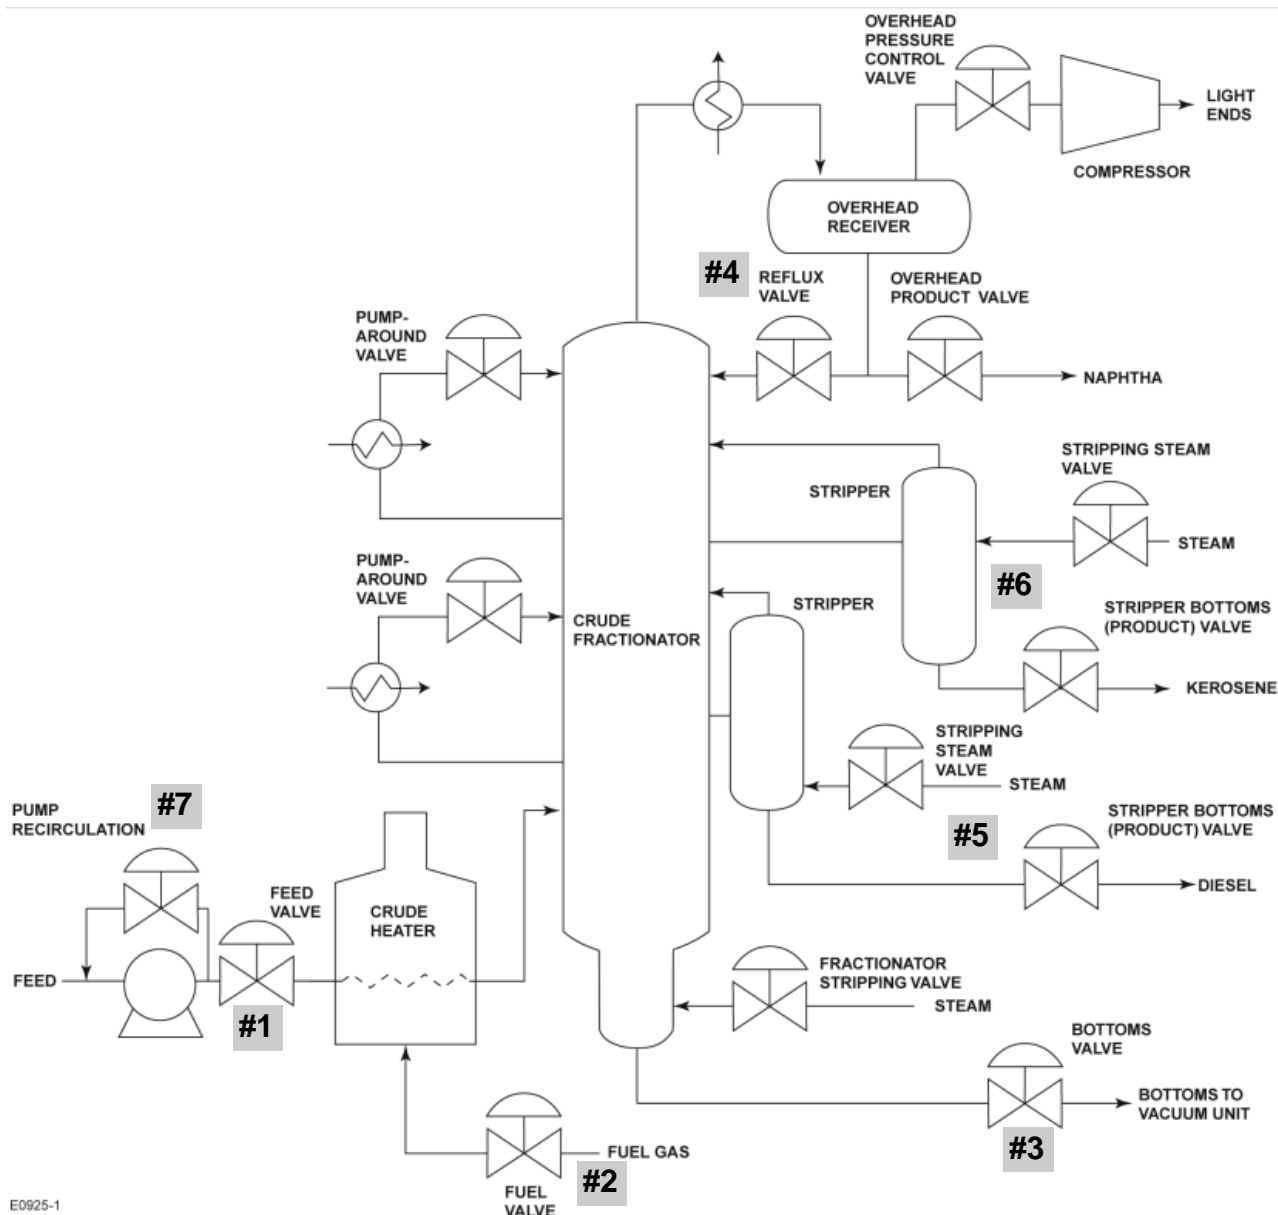 OVERHEAD
PRESSURE
CONTROL
VALVE
LIGHT
ENDS
COMPRESSOR
OVERHEAD
RECEIVER
#4
REFLUX
VALVE
OVERHEAD
PRODUCT VALVE
PUMP-
AROUND
VALVE
NAPHTHA
STRIPPING STEAM
VALVE
STRIPPER
STEAM
PUMP-
AROUND
VALVE
#6
STRIPPER
STRIPPER BOTTOMS
(PRODUCT) VALVE
CRUDE
FRACTIONATOR
KEROSENE
STRIPPING
STEAM
VALVE
STEAM
#7
PUMP
RECIRCULATION
#5
STRIPPER BOTTOMS
(PRODUCT) VALVE
DIESEL
FEED
VALVE
CRUDE
HEATER
FEED
#1
FRACTIONATOR
STRIPPING VALVE
STEAM
BOTTOMS
VALVE
BOTTOMS TO
VACUUM UNIT
#3
FUEL GAS
#2
FUEL
VALVE
E0925-1